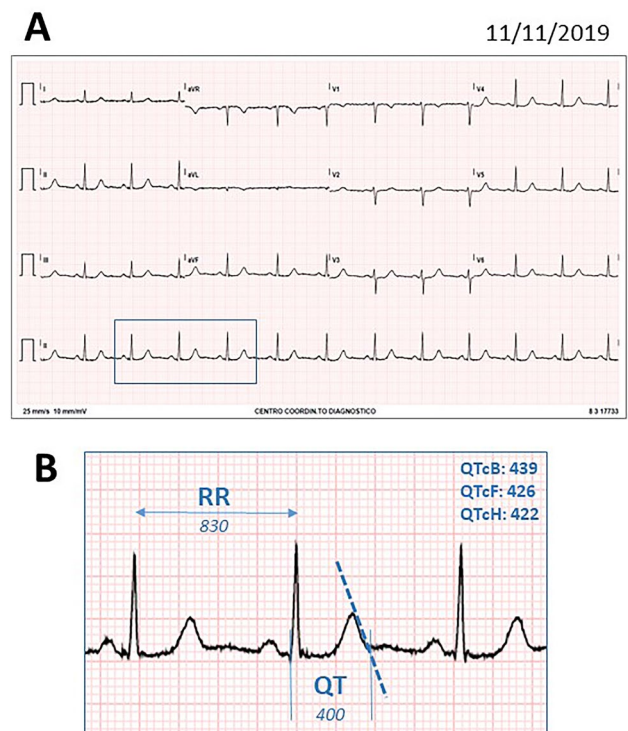 A
11/11/2019
I aVR V1 V4
II aVL V2 V5
III aVF V3 V6
II
25 mm/s 10 mm/mV CENTRO COORDIN.TO DIAGNOSTICO 8 3 17733
B
QTcB: 439
QTcF: 426
QTcH: 422
RR
830
QT
400